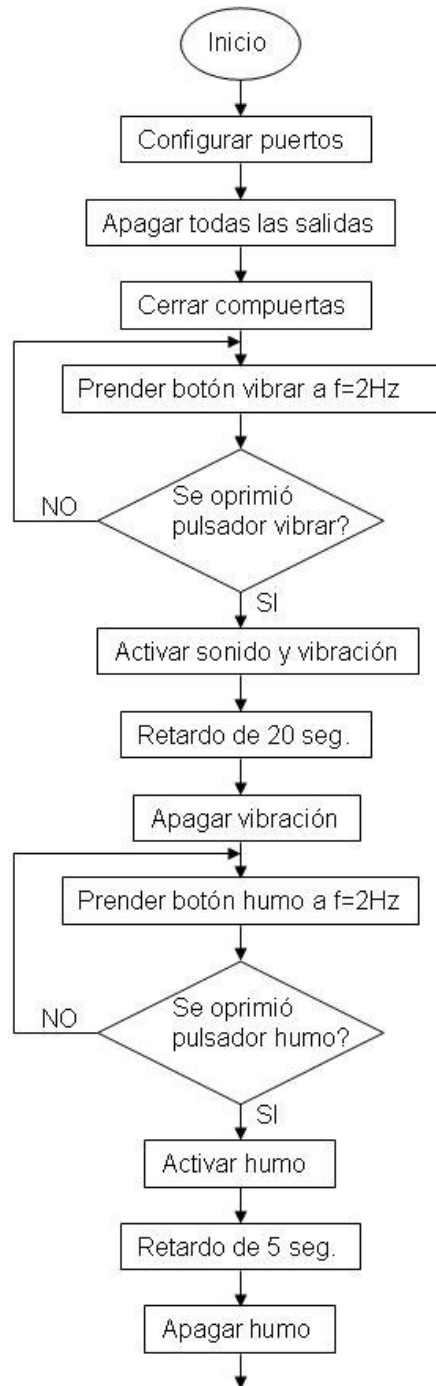 Inicio
Configurar puertos
Apagar todas las salidas
Cerrar compuertas
Prender botón vibrar a f=2Hz
Se oprimió
pulsador vibrar?
NO
SI
Activar sonido y vibración
Retardo de 20 seg.
Apagar vibración
Prender botón humo a f=2Hz
Se oprimió
pulsador humo?
NO
SI
Activar humo
Retardo de 5 seg.
Apagar humo